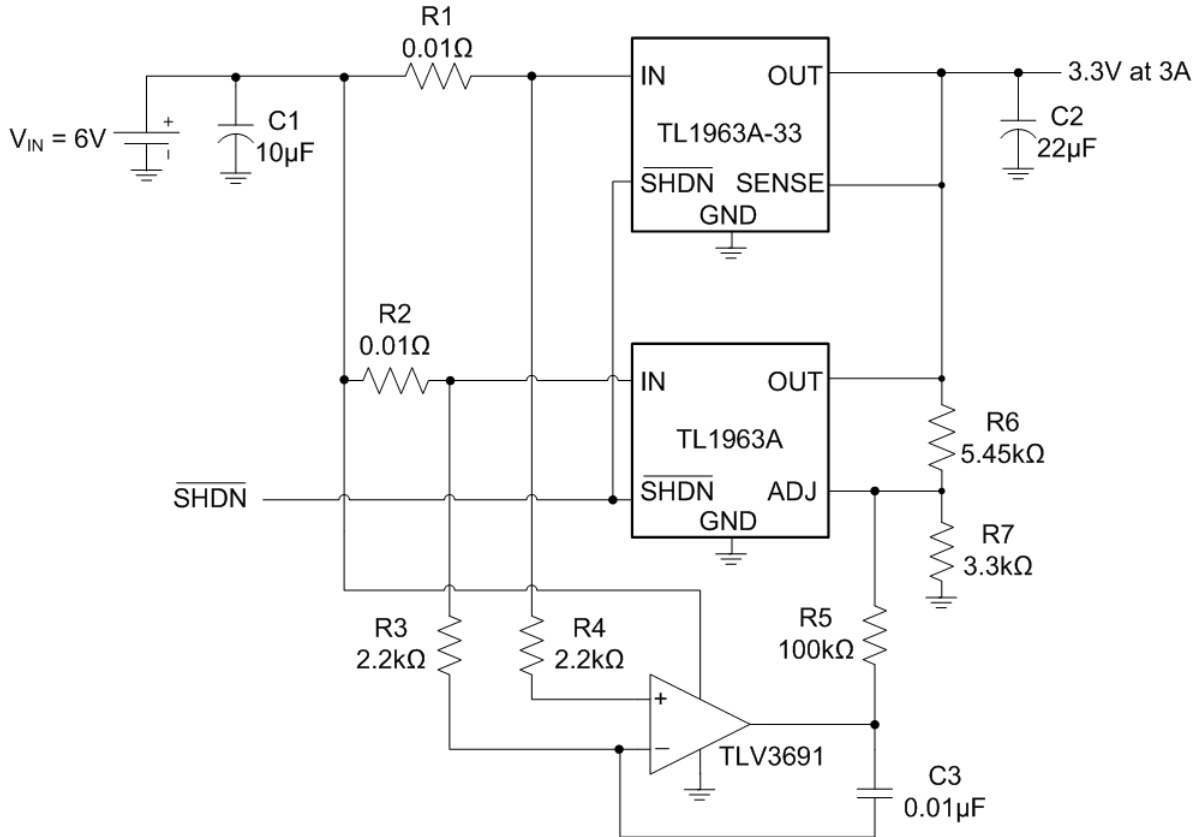 R1
0.01Ω
IN
OUT
3.3V at 3A
V_IN = 6V
+
-
C1
10µF
TL1963A-33
C2
22µF
SHDN
SENSE
GND
R2
0.01Ω
IN
OUT
TL1963A
R6
5.45kΩ
SHDN
SHDN
ADJ
GND
R7
3.3kΩ
R3
2.2kΩ
R4
2.2kΩ
R5
100kΩ
+
−
TLV3691
C3
0.01µF